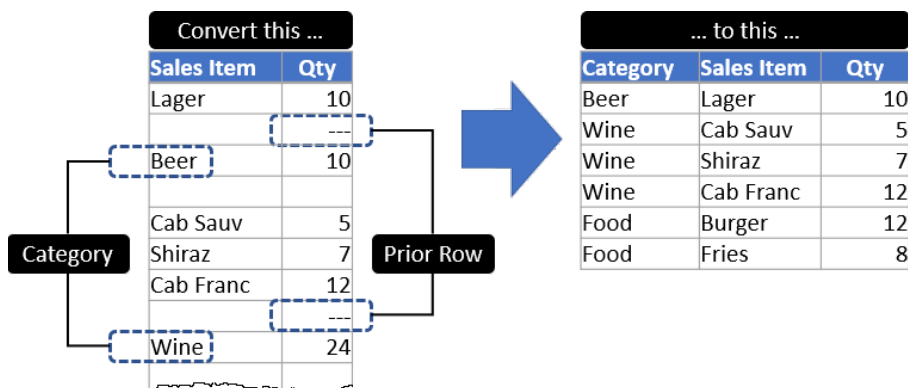 Convert this ...
Sales Item Qty
Lager 10
---
Beer 10
Cab Sauv 5
Shiraz 7
Cab Franc 12
---
Wine 24
Category
Prior Row
... to this ...
Category Sales Item Qty
Beer Lager 10
Wine Cab Sauv 5
Wine Shiraz 7
Wine Cab Franc 12
Food Burger 12
Food Fries 8